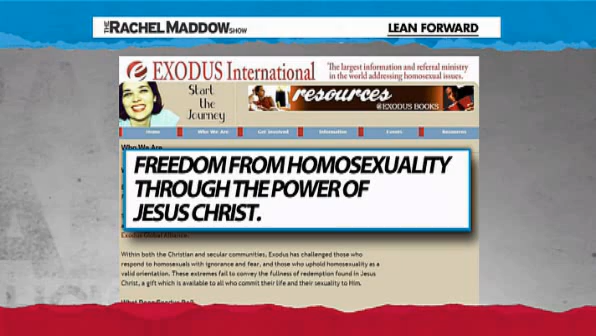 THE RACHEL MADDOW SHOW
LEAN FORWARD
EXODUS International
The largest information and referral ministry
in the world addressing homosexual issues.
Start
the
Journey
resources
@EXODUS BOOKS
Home Who We Are Get Involved Information Events Resources
Who We Are
FREEDOM FROM HOMOSEXUALITY
THROUGH THE POWER OF
JESUS CHRIST.
Exodus Global Alliance.
Within both the Christian and secular communities, Exodus has challenged those who
respond to homosexuals with ignorance and fear, and those who uphold homosexuality as a
valid orientation. These extremes fail to convey the fullness of redemption found in Jesus
Christ, a gift which is available to all who commit their life and their sexuality to Him.